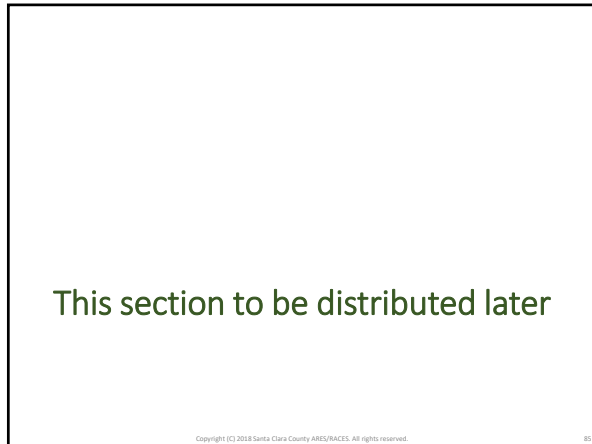 This section to be distributed later
Copyright (C) 2018 Santa Clara County ARES/RACES. All rights reserved.
85